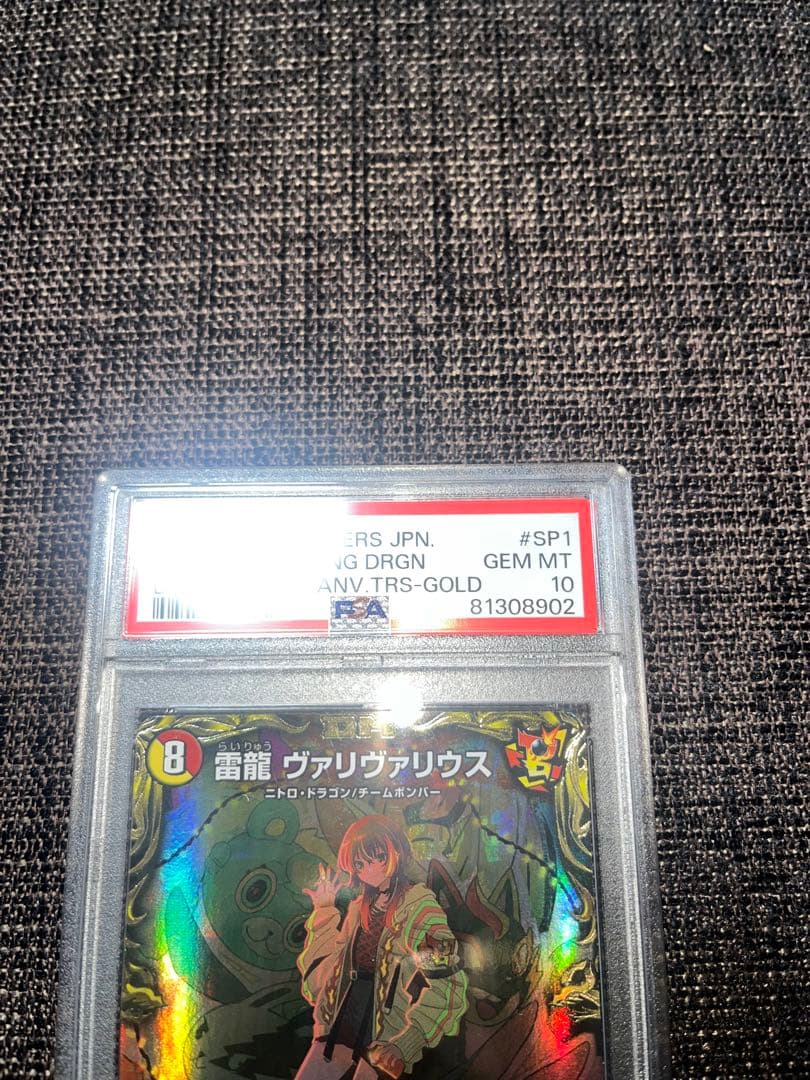 ERS JPN. #SP1
NG DRGN GEM MT
ANV.TRS-GOLD 10
PSA 81308902
8
らいりゅう
雷龍 ヴァリヴァリウス
ニトロ・ドラゴン/チームボンバー